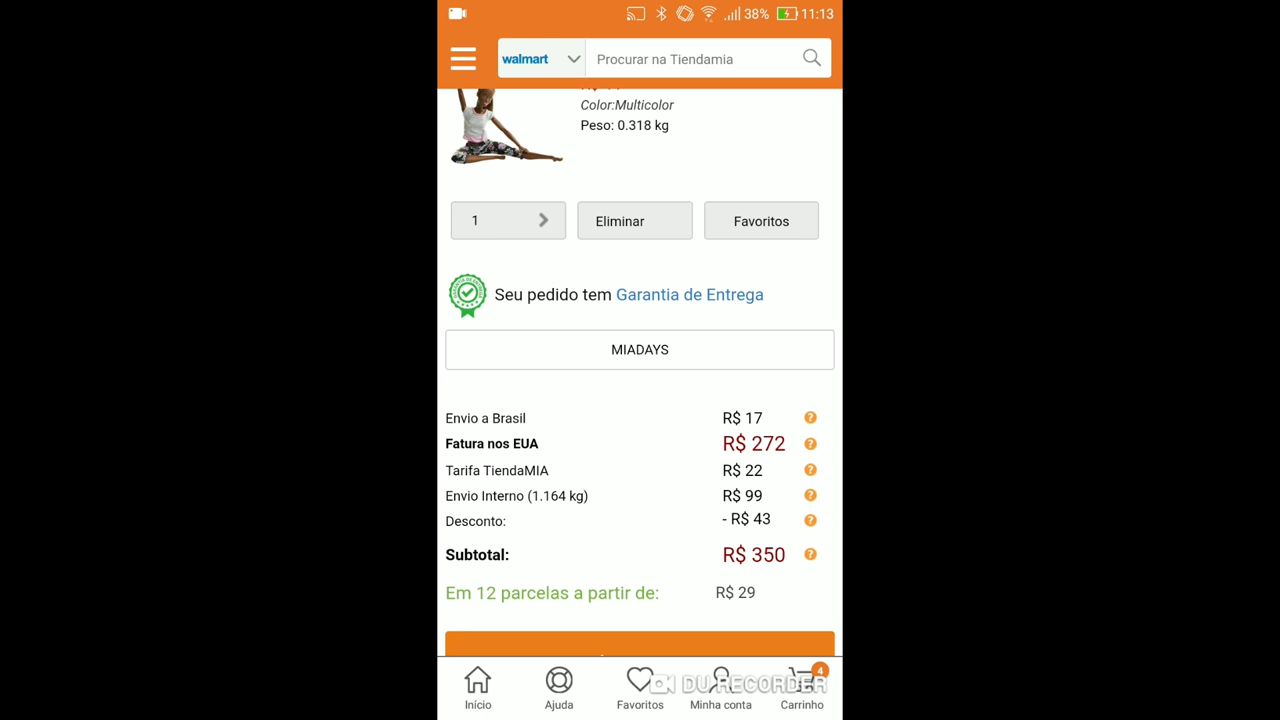 38% 11:13
walmart Procurar na Tiendamia
Color:Multicolor
Peso: 0.318 kg
1 Eliminar Favoritos
Seu pedido tem Garantia de Entrega
MIADAYS
Envio a Brasil R$ 17 ?
Fatura nos EUA R$ 272 ?
Tarifa TiendaMIA R$ 22 ?
Envio Interno (1.164 kg) R$ 99 ?
Desconto: - R$ 43 ?
Subtotal: R$ 350 ?
Em 12 parcelas a partir de: R$ 29
4
DU RECORDER
Início Ajuda Favoritos Minha conta Carrinho